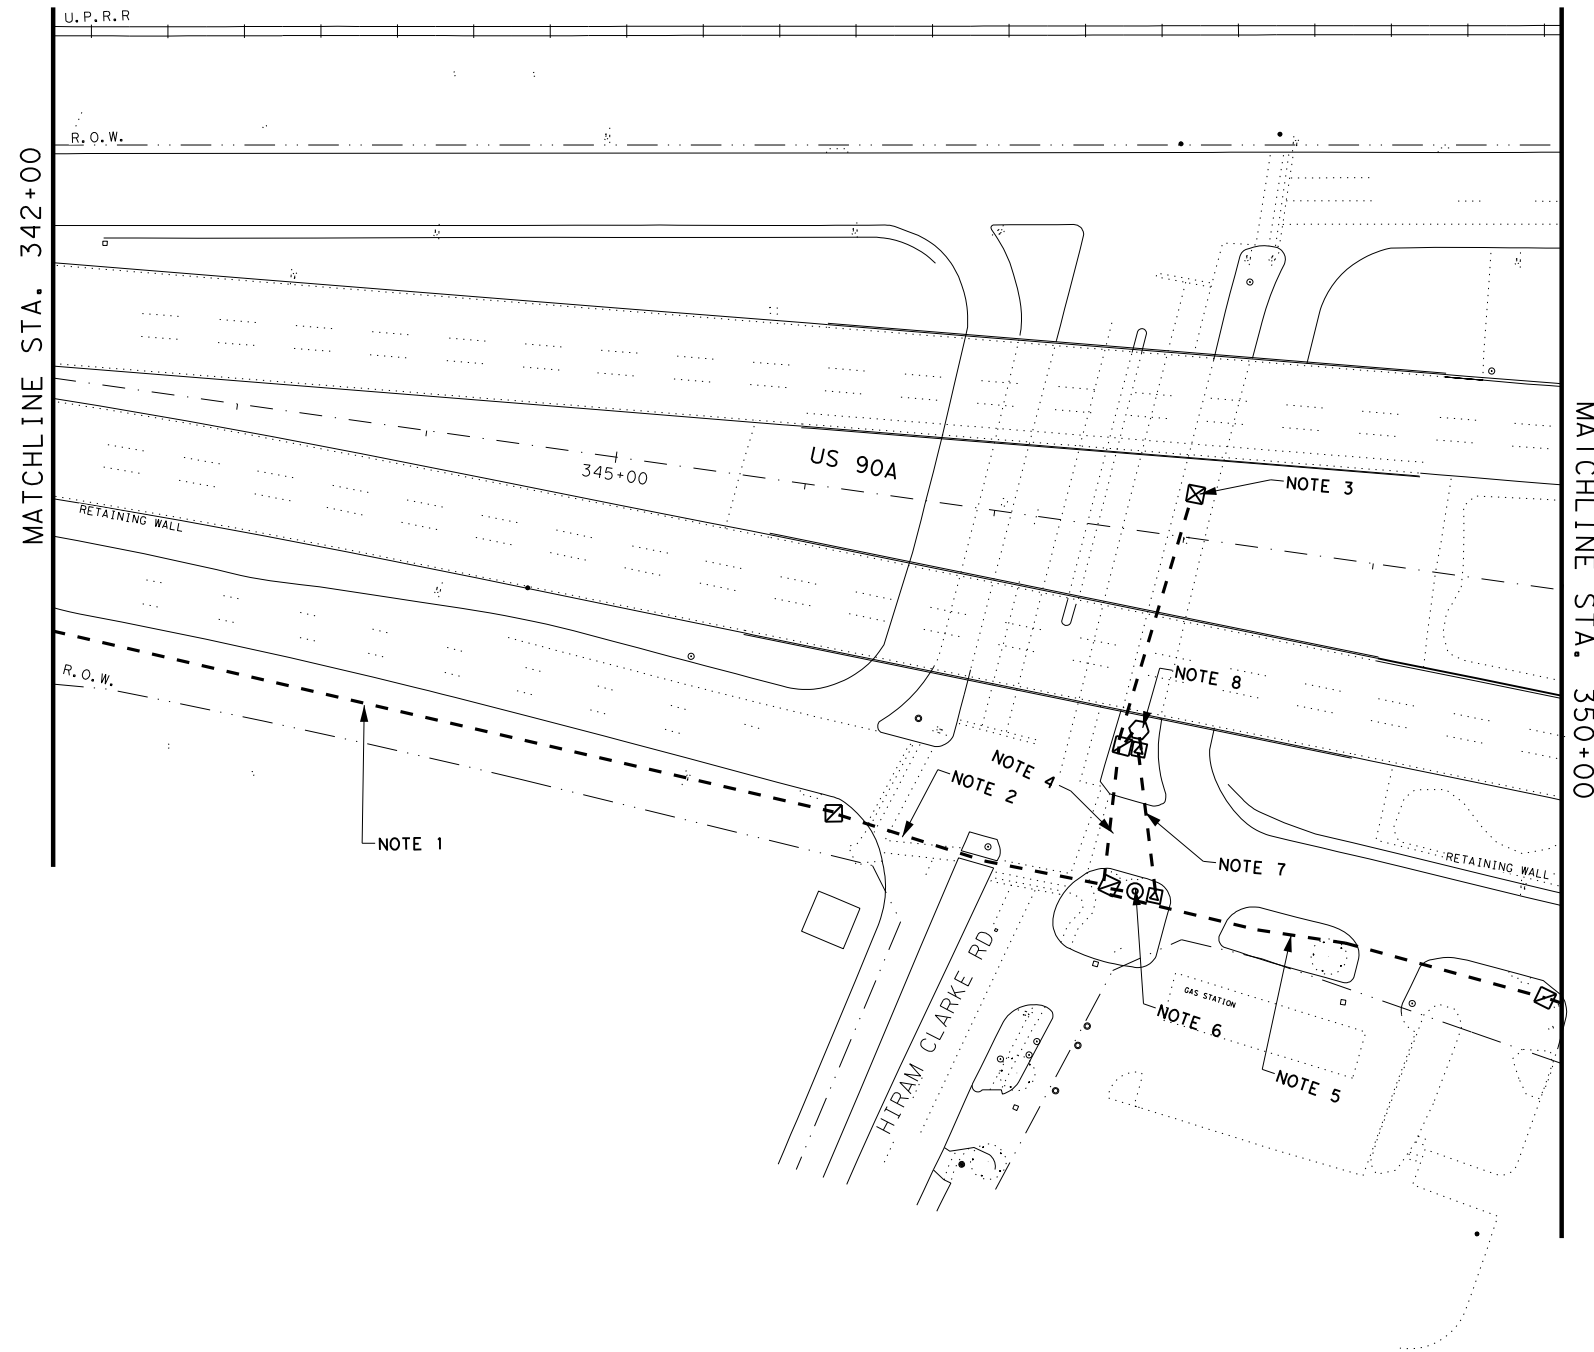 U.P.R.R
R.O.W.
MATCHLINE STA. 342+00
US 90A
345+00
NOTE 3
RETAINING WALL
MATCHLINE STA. 350+00
R.O.W.
NOTE 8
NOTE 4
NOTE 2
NOTE 1
NOTE 7
RETAINING WALL
HIRAM CLARKE RD.
GAS STATION
NOTE 6
NOTE 5